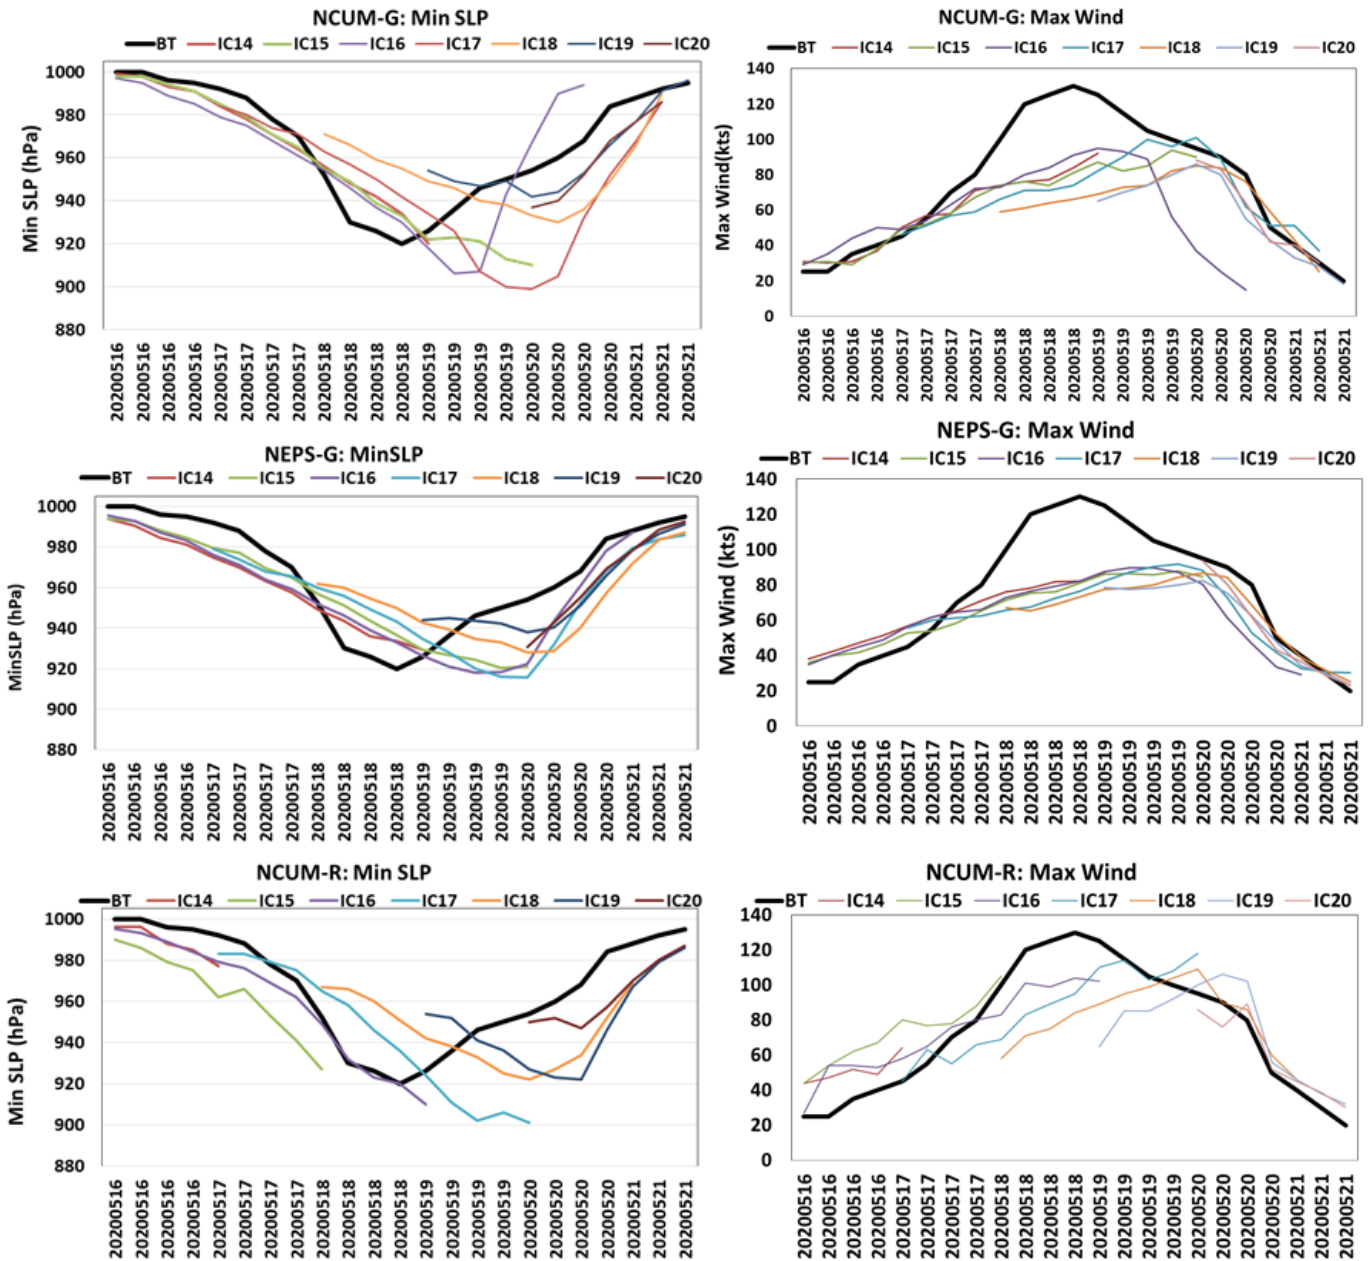 NCUM-G: Min SLP
BT IC14 IC15 IC16 IC17 IC18 IC19 IC20
Min SLP (hPa)
1000
980
960
940
920
900
880
20200516 20200516 20200516 20200516 20200517 20200517 20200517 20200517 20200518 20200518 20200518 20200518 20200519 20200519 20200519 20200519 20200520 20200520 20200520 20200520 20200521 20200521 20200521
NCUM-G: Max Wind
BT IC14 IC15 IC16 IC17 IC18 IC19 IC20
Max Wind(kts)
140
120
100
80
60
40
20
0
20200516 20200516 20200516 20200516 20200517 20200517 20200517 20200517 20200518 20200518 20200518 20200518 20200519 20200519 20200519 20200519 20200520 20200520 20200520 20200520 20200521 20200521 20200521
NEPS-G: MinSLP
BT IC14 IC15 IC16 IC17 IC18 IC19 IC20
MinSLP (hPa)
1000
980
960
940
920
900
880
20200516 20200516 20200516 20200516 20200517 20200517 20200517 20200517 20200518 20200518 20200518 20200518 20200519 20200519 20200519 20200519 20200520 20200520 20200520 20200520 20200521 20200521 20200521
NEPS-G: Max Wind
BT IC14 IC15 IC16 IC17 IC18 IC19 IC20
Max Wind (kts)
140
120
100
80
60
40
20
0
20200516 20200516 20200516 20200516 20200517 20200517 20200517 20200517 20200518 20200518 20200518 20200518 20200519 20200519 20200519 20200519 20200520 20200520 20200520 20200520 20200521 20200521 20200521
NCUM-R: Min SLP
BT IC14 IC15 IC16 IC17 IC18 IC19 IC20
Min SLP (hPa)
1000
980
960
940
920
900
880
20200516 20200516 20200516 20200516 20200517 20200517 20200517 20200517 20200518 20200518 20200518 20200518 20200519 20200519 20200519 20200519 20200520 20200520 20200520 20200520 20200521 20200521 20200521
NCUM-R: Max Wind
BT IC14 IC15 IC16 IC17 IC18 IC19 IC20
Max Wind (kts)
140
120
100
80
60
40
20
0
20200516 20200516 20200516 20200516 20200517 20200517 20200517 20200517 20200518 20200518 20200518 20200518 20200519 20200519 20200519 20200519 20200520 20200520 20200520 20200520 20200521 20200521 20200521